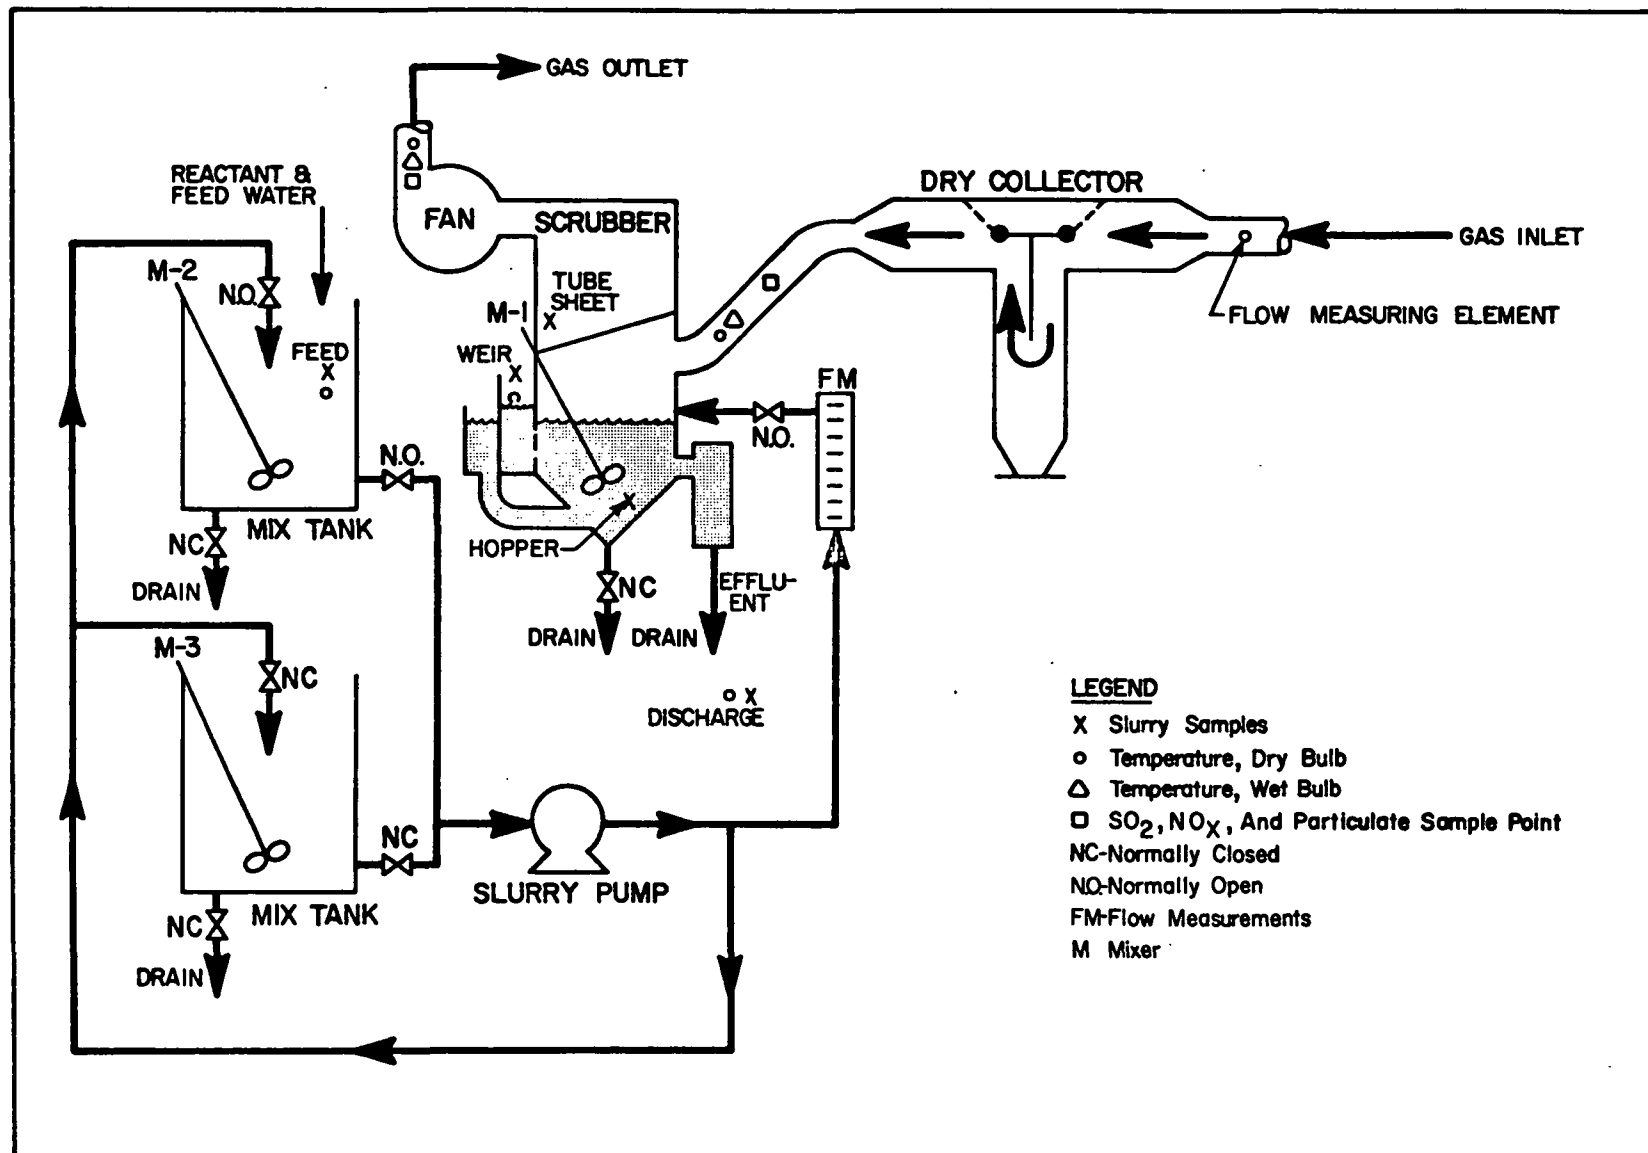 GAS OUTLET
REACTANT &
FEED WATER
DRY COLLECTOR
FAN
SCRUBBER
GAS INLET
M-2
N.O.
TUBE
SHEET
X
M-1
FLOW MEASURING ELEMENT
FEED
X
WEIR
X
FM
N.O.
N.O.
MIX TANK
NC
HOPPER
X
DRAIN
NC
EFFLU-
ENT
DRAIN
DRAIN
M-3
NC
X
DISCHARGE
NC
SLURRY PUMP
MIX TANK
NC
DRAIN
LEGEND
X Slurry Samples
Temperature, Dry Bulb
Temperature, Wet Bulb
SO2, NOX, And Particulate Sample Point
NC-Normally Closed
N.O.-Normally Open
FM-Flow Measurements
M Mixer